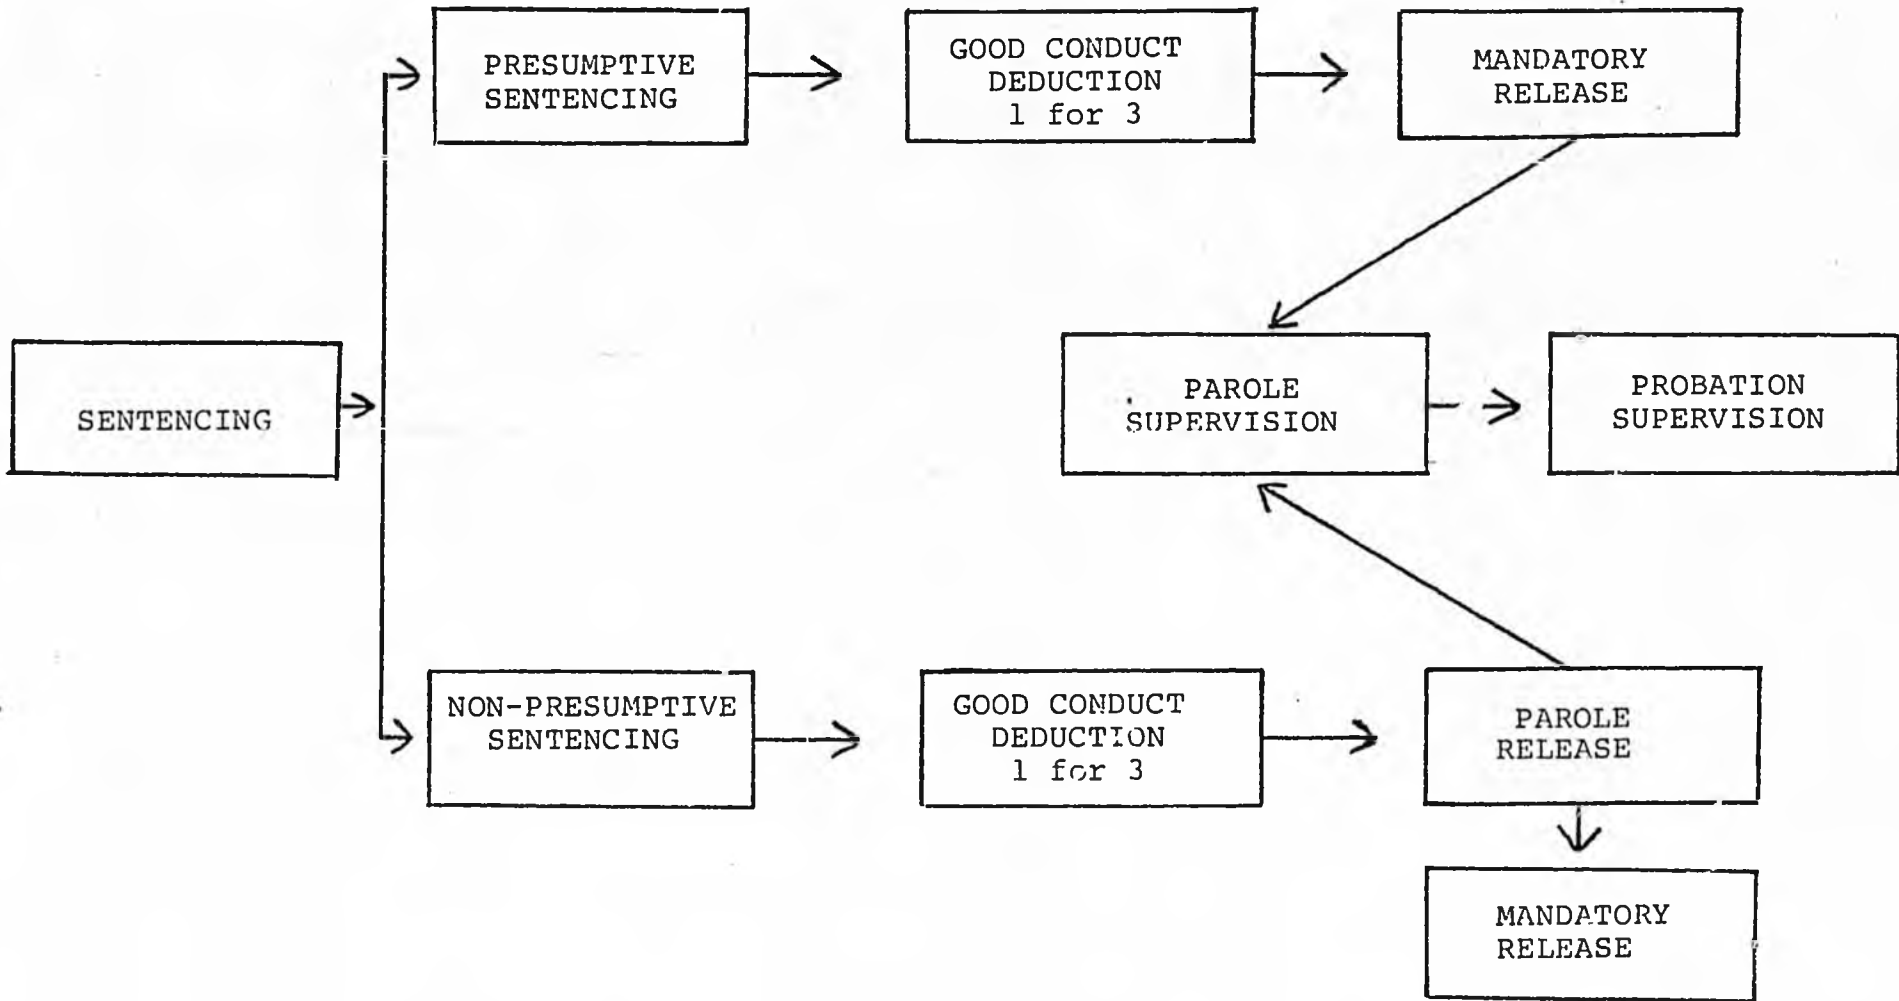 PRESUMPTIVE
SENTENCING
GOOD CONDUCT
DEDUCTION
1 for 3
MANDATORY
RELEASE
SENTENCING
PAROLE
SUPERVISION
PROBATION
SUPERVISION
NON-PRESUMPTIVE
SENTENCING
GOOD CONDUCT
DEDUCTION
1 for 3
PAROLE
RELEASE
MANDATORY
RELEASE